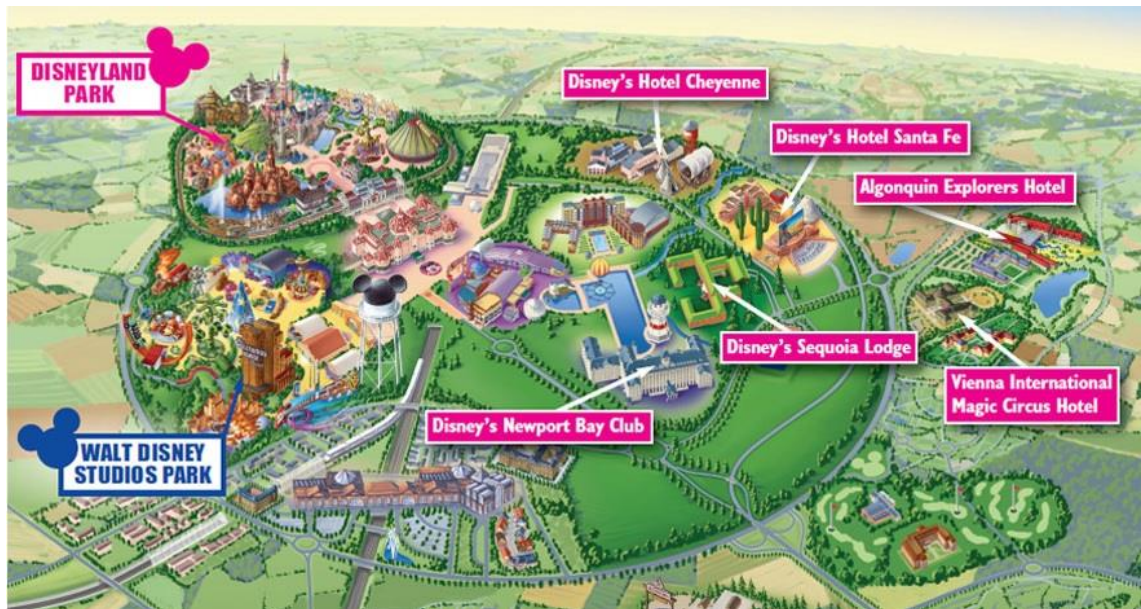 DISNEYLAND
PARK
Disney's Hotel Cheyenne
Disney's Hotel Santa Fe
Algonquin Explorers Hotel
Disney's Sequoia Lodge
Vienna International
Magic Circus Hotel
Disney's Newport Bay Club
WALT DISNEY
STUDIOS PARK